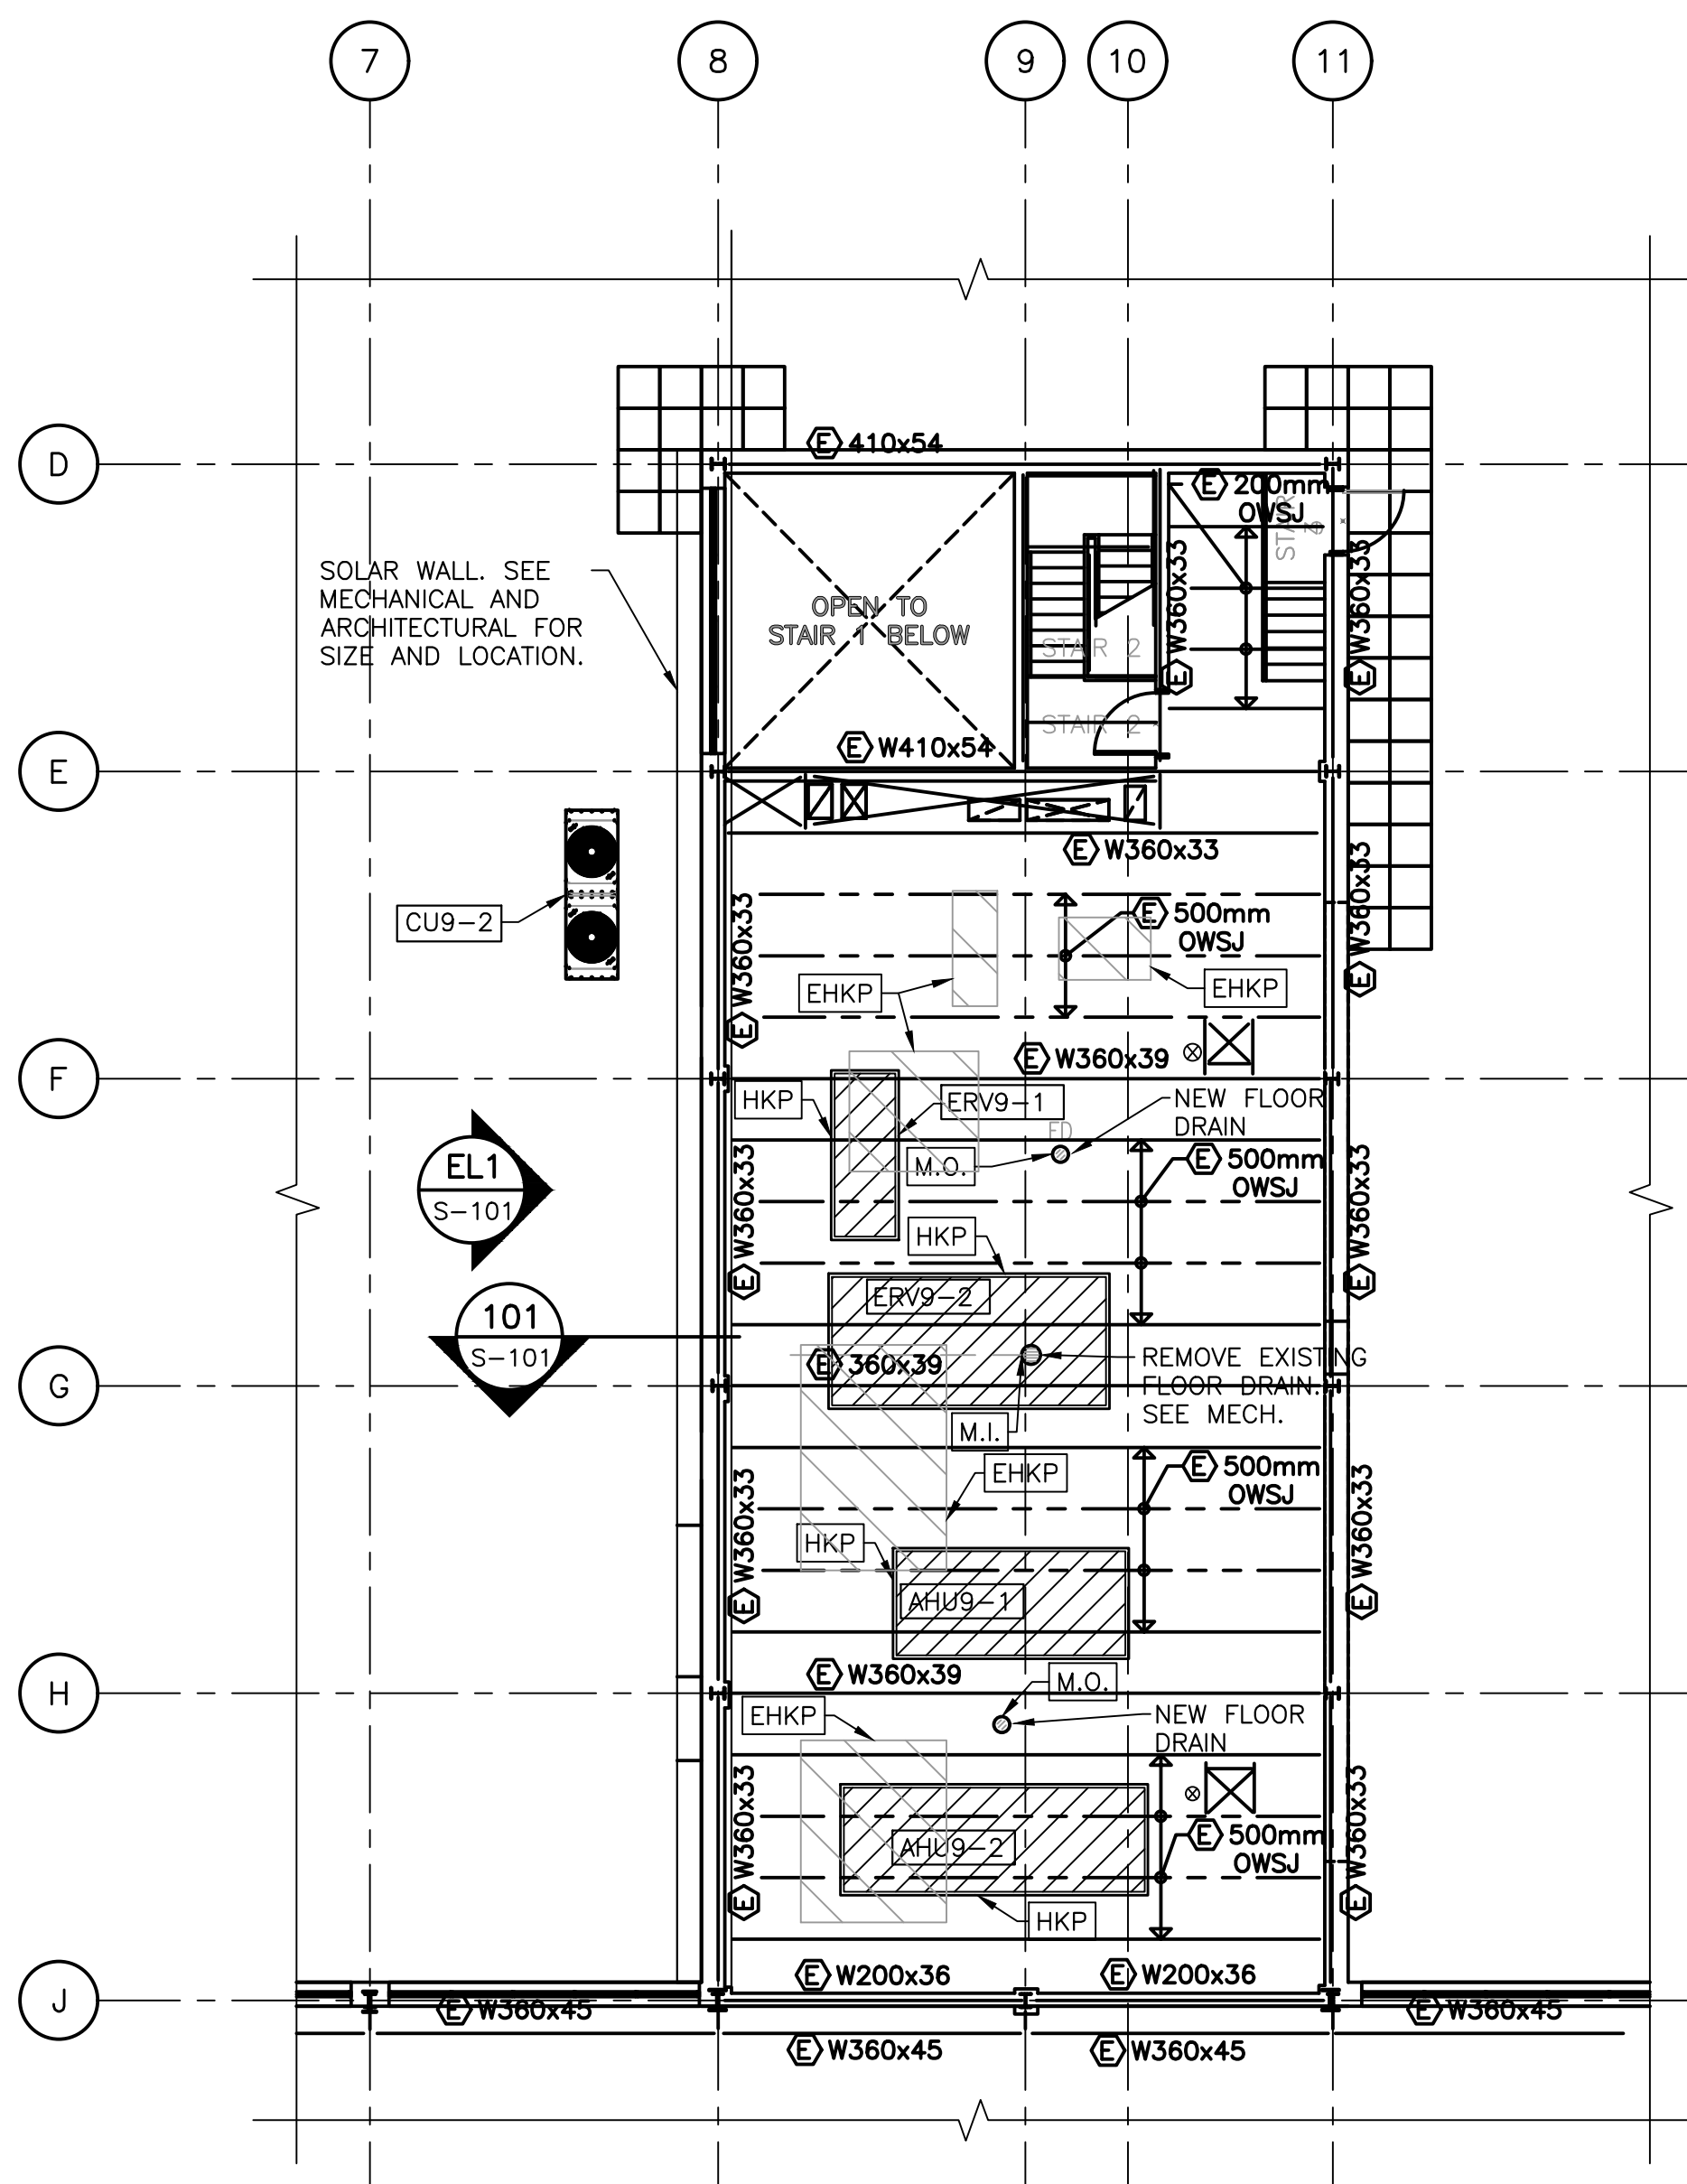 7
8
9
10
11
D
E 410x54
E 200mm
OWSJ
STAIR
SOLAR WALL. SEE
MECHANICAL AND
ARCHITECTURAL FOR
SIZE AND LOCATION.
OPEN TO
STAIR 1 BELOW
STAIR 2
STAIR 2
E W360x33
E W360x33
E W410x54
E
E W360x33
CU9-2
E W360x33
E 500mm
OWSJ
E W360x33
EHKP
EHKP
E W360x39
F
HKP
ERV9-1
NEW FLOOR
DRAIN
FD
M.O.
E W360x33
E 500mm
OWSJ
E W360x33
EL1
S-101
HKP
ERV9-2
101
S-101
E 360x39
REMOVE EXISTING
FLOOR DRAIN.
SEE MECH.
G
M.I.
EHKP
E 500mm
OWSJ
E W360x33
E W360x33
HKP
AHU9-1
E W360x39
M.O.
H
EHKP
NEW FLOOR
DRAIN
E W360x33
E W360x33
E 500mm
OWSJ
AHU9-2
HKP
E W200x36
E W200x36
J
E W360x45
E W360x45
E W360x45
E W360x45